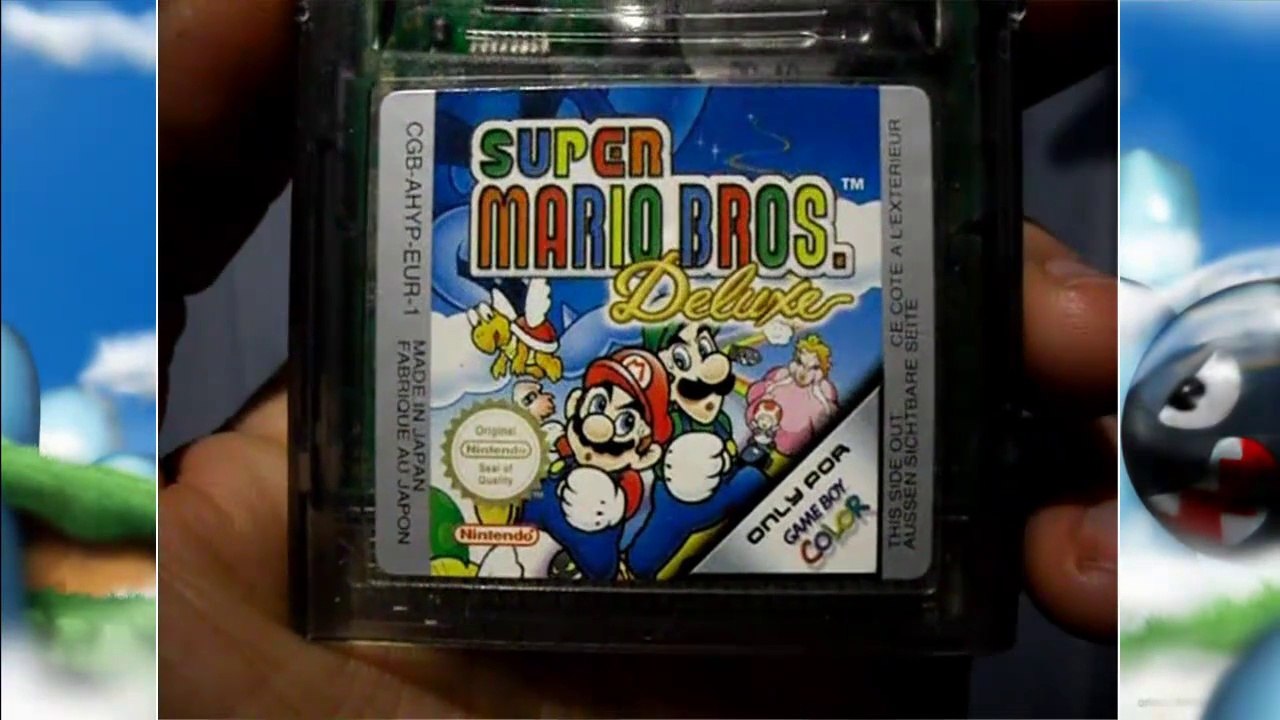 CGB-AHYP-EUR-1
MADE IN JAPAN
FABRIQUE AU JAPON
SUPER
MARIO BROS.
TM
Deluxe
Original
Nintendo
Seal of
Quality
Nintendo
ONLY FOR
GAME BOY
COLOR
THIS SIDE OUT CE COTE A L'EXTERIEUR
AUSSEN SICHTBARE SEITE